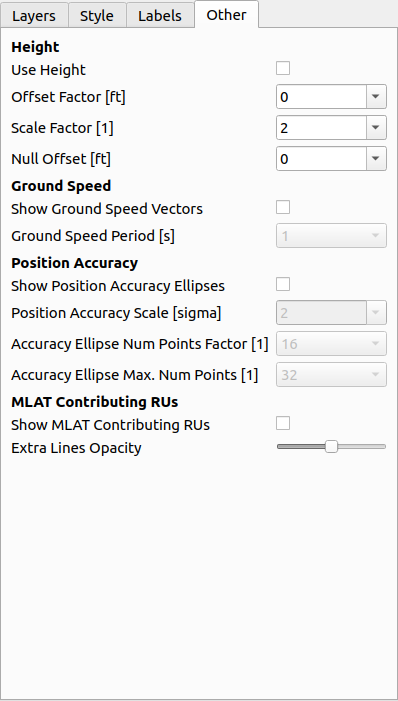 Layers Style Labels Other
Height
Use Height
Offset Factor [ft] 0
Scale Factor [1] 2
Null Offset [ft] 0
Ground Speed
Show Ground Speed Vectors
Ground Speed Period [s] 1
Position Accuracy
Show Position Accuracy Ellipses
Position Accuracy Scale [sigma] 2
Accuracy Ellipse Num Points Factor [1] 16
Accuracy Ellipse Max. Num Points [1] 32
MLAT Contributing RUs
Show MLAT Contributing RUs
Extra Lines Opacity